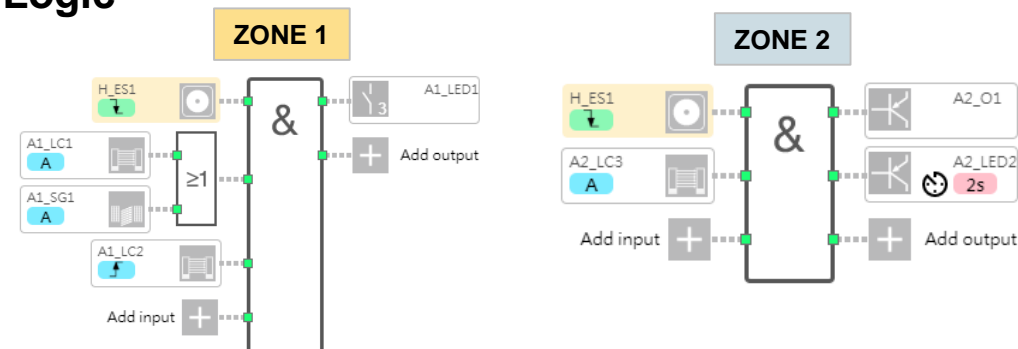 Logic
ZONE 1
ZONE 2
H_ES1
A1_LC1
A
A1_SG1
A
A1_LC2
Add input
≥1
&
3
A1_LED1
Add output
H_ES1
A2_LC3
A
Add input
&
A2_O1
A2_LED2
2s
Add output